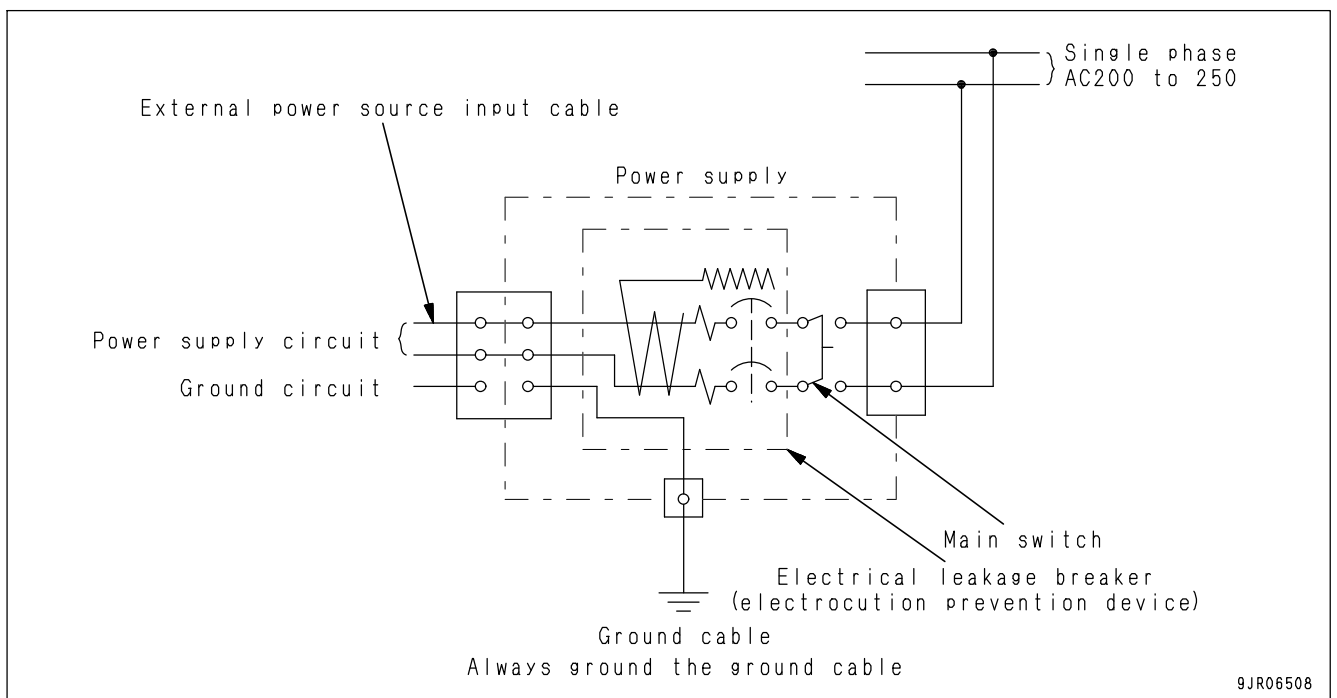 Single phase
AC200 to 250
External power source input cable
Power supply
Power supply circuit
Ground circuit
Main switch
Electrical leakage breaker
(electrocution prevention device)
Ground cable
Always ground the ground cable
9JR06508